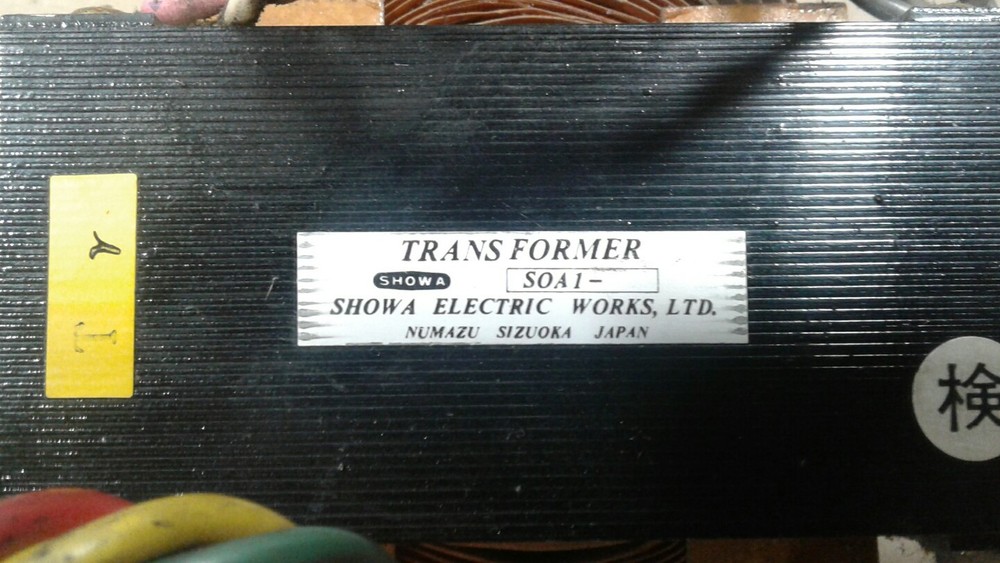 TRANS FORMER
SHOWA SOA1-
SHOWA ELECTRIC WORKS, LTD.
NUMAZU SIZUOKA JAPAN
検